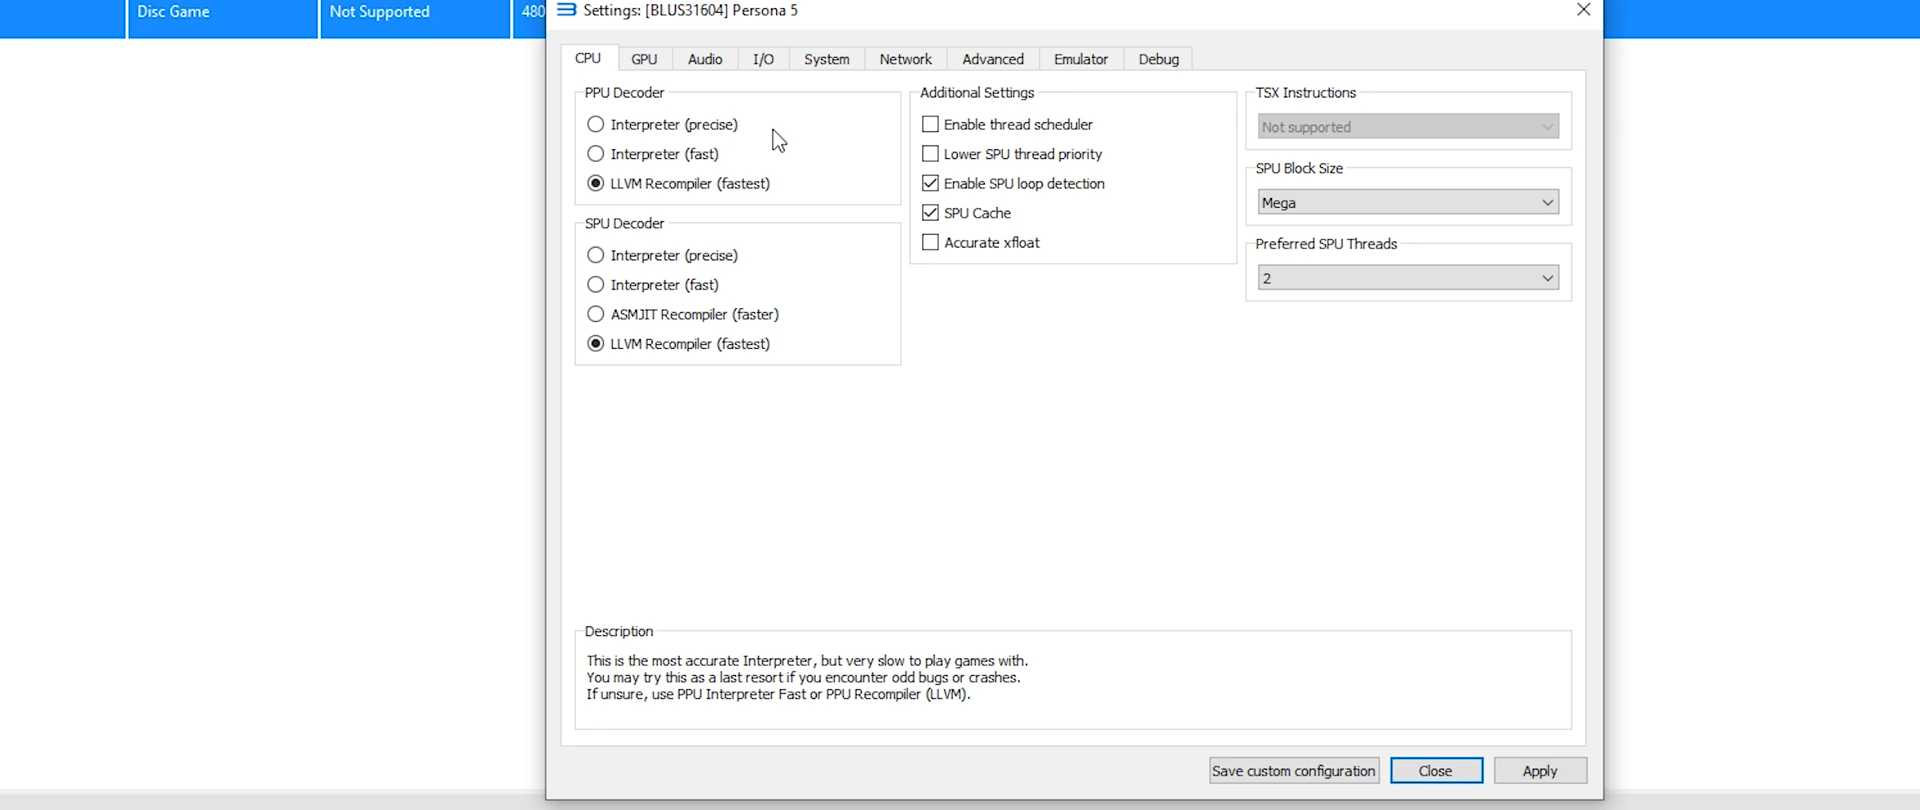 Disc Game
Not Supported
480
Settings: [BLUS31604] Persona 5
CPU
GPU
Audio
I/O
System
Network
Advanced
Emulator
Debug
PPU Decoder
Interpreter (precise)
Interpreter (fast)
LLVM Recompiler (fastest)
SPU Decoder
Interpreter (precise)
Interpreter (fast)
ASMJIT Recompiler (faster)
LLVM Recompiler (fastest)
Additional Settings
Enable thread scheduler
Lower SPU thread priority
Enable SPU loop detection
SPU Cache
Accurate xfloat
TSX Instructions
Not supported
SPU Block Size
Mega
Preferred SPU Threads
2
Description
This is the most accurate Interpreter, but very slow to play games with.
You may try this as a last resort if you encounter odd bugs or crashes.
If unsure, use PPU Interpreter Fast or PPU Recompiler (LLVM).
Save custom configuration
Close
Apply